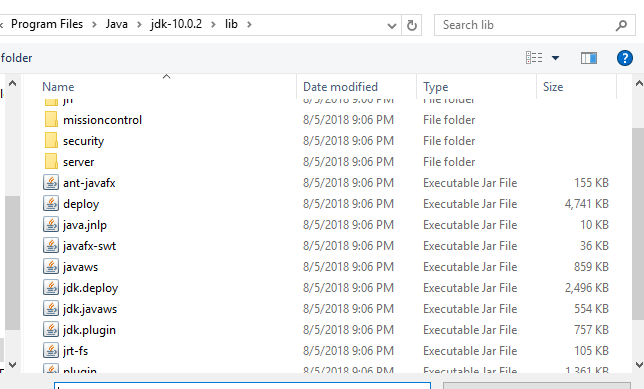 Program Files > Java > jdk-10.0.2 > lib > Search lib
folder
Name Date modified Type Size
jfr 8/5/2018 9:06 PM File folder
missioncontrol 8/5/2018 9:06 PM File folder
security 8/5/2018 9:06 PM File folder
server 8/5/2018 9:06 PM File folder
ant-javafx 8/5/2018 9:06 PM Executable Jar File 155 KB
deploy 8/5/2018 9:06 PM Executable Jar File 4,741 KB
java.jnlp 8/5/2018 9:06 PM Executable Jar File 10 KB
javafx-swt 8/5/2018 9:06 PM Executable Jar File 36 KB
javaws 8/5/2018 9:06 PM Executable Jar File 859 KB
jdk.deploy 8/5/2018 9:06 PM Executable Jar File 2,496 KB
jdk.javaws 8/5/2018 9:06 PM Executable Jar File 554 KB
jdk.plugin 8/5/2018 9:06 PM Executable Jar File 757 KB
jrt-fs 8/5/2018 9:06 PM Executable Jar File 105 KB
plugin 8/5/2018 9:06 PM Executable Jar File 1,361 KB